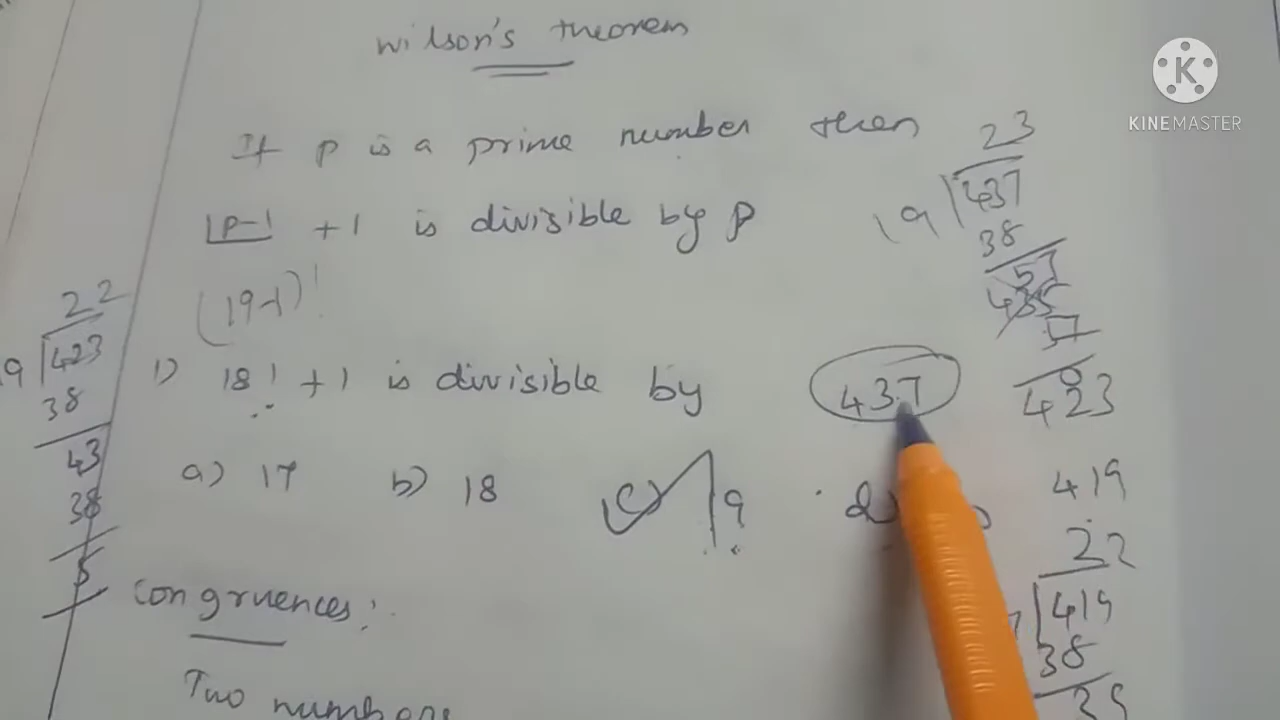 Wilson's theorem
If p is a prime number then
|p-1 + 1 is divisible by p
(19-1)!
1) 18! + 1 is divisible by 437
a) 17 b) 18 c) 19
congruences:
Two numbers
23
19 437
38
57
57
0
423
419
22
419
38
22
423
38
43
38
5
K
KINEMASTER